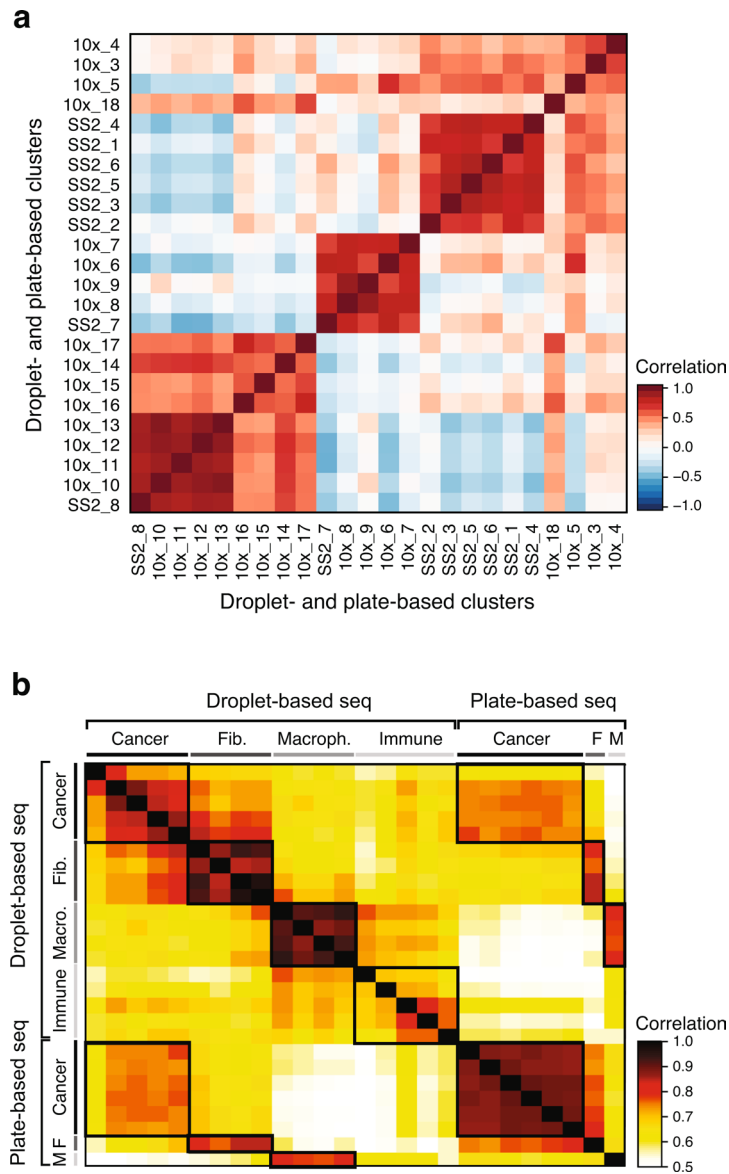 a
Droplet- and plate-based clusters
10x_4
10x_3
10x_5
10x_18
SS2_4
SS2_1
SS2_6
SS2_5
SS2_3
SS2_2
10x_7
10x_6
10x_9
10x_8
SS2_7
10x_17
10x_14
10x_15
10x_16
10x_13
10x_12
10x_11
10x_10
SS2_8
Correlation
1.0
0.5
0.0
−0.5
−1.0
SS2_8 10x_10 10x_11 10x_12 10x_13 10x_16 10x_15 10x_14 10x_17 SS2_7 10x_8 10x_9 10x_6 10x_7 SS2_2 SS2_3 SS2_5 SS2_6 SS2_1 SS2_4 10x_18 10x_5 10x_3 10x_4
Droplet- and plate-based clusters
b
Droplet-based seq Plate-based seq
Cancer Fib. Macroph. Immune Cancer F M
Droplet-based seq
Cancer
Fib.
Macro.
Immune
Plate-based seq
Cancer
F
M
Correlation
1.0
0.9
0.8
0.7
0.6
0.5